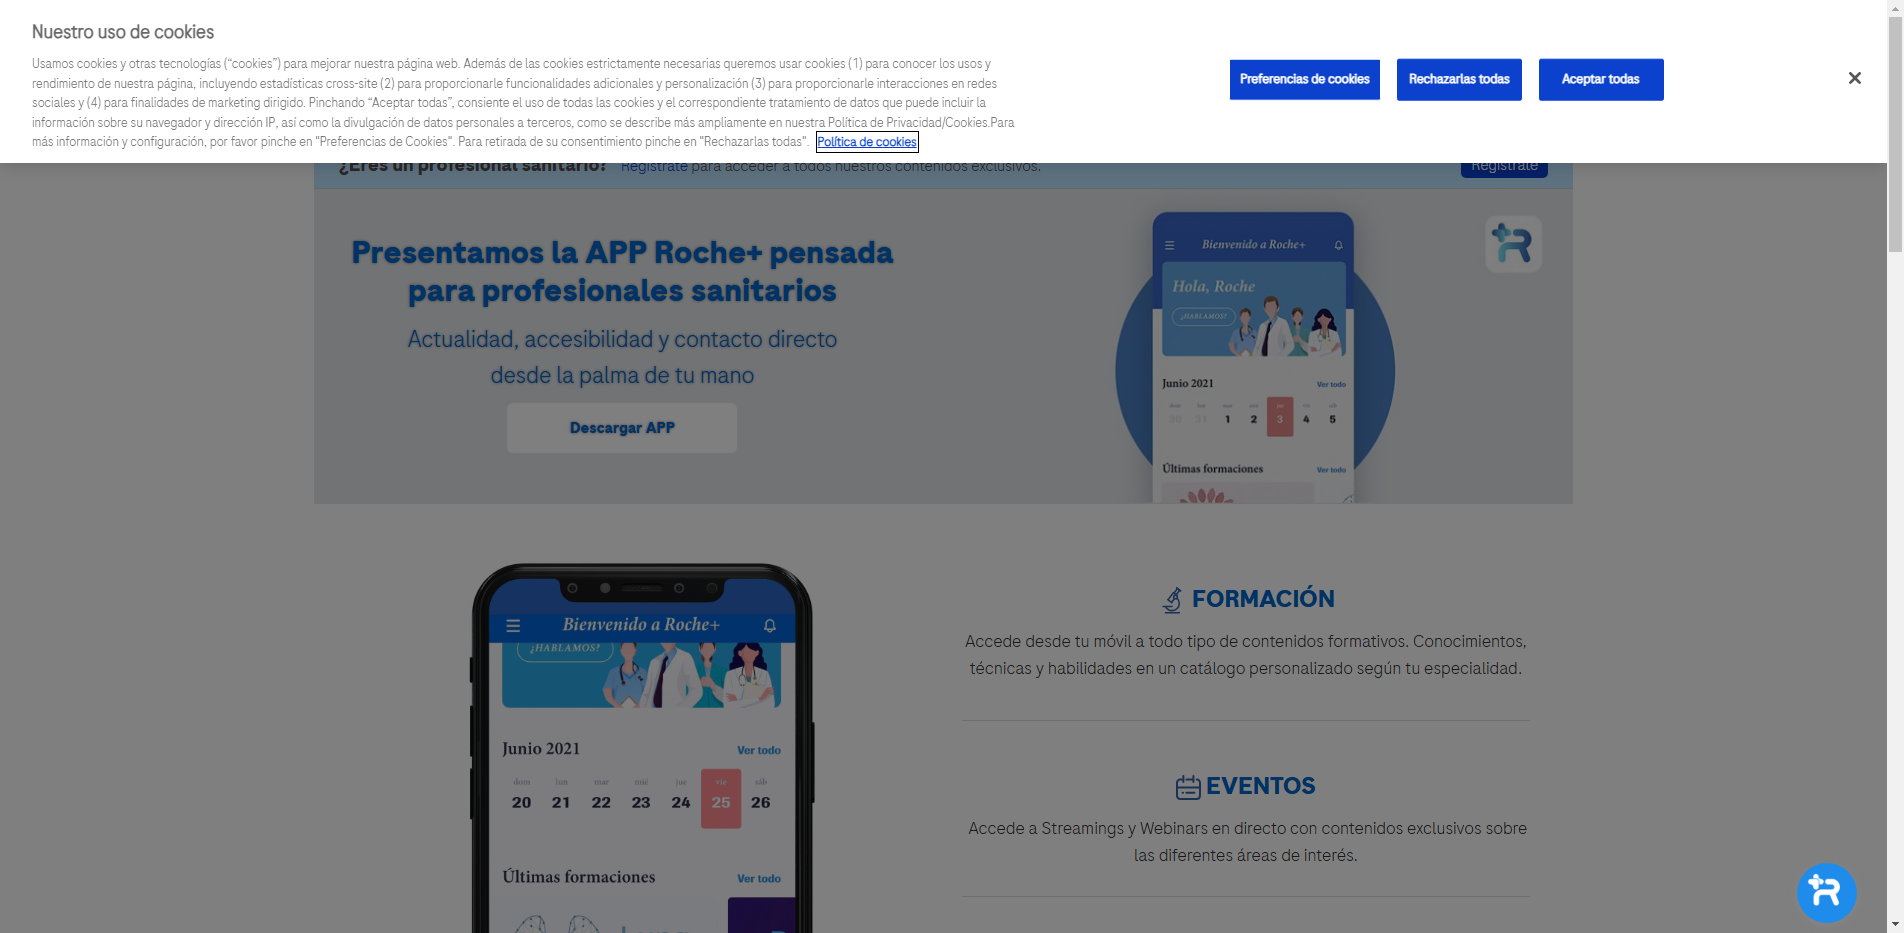 Nuestro uso de cookies
Usamos cookies y otras tecnologías (“cookies”) para mejorar nuestra página web. Además de las cookies estrictamente necesarias queremos usar cookies (1) para conocer los usos y
rendimiento de nuestra página, incluyendo estadísticas cross-site (2) para proporcionarle funcionalidades adicionales y personalización (3) para proporcionarle interacciones en redes
sociales y (4) para finalidades de marketing dirigido. Pinchando “Aceptar todas”, consiente el uso de todas las cookies y el correspondiente tratamiento de datos que puede incluir la
información sobre su navegador y dirección IP, así como la divulgación de datos personales a terceros, como se describe más ampliamente en nuestra Política de Privacidad/Cookies.Para
más información y configuración, por favor pinche en "Preferencias de Cookies". Para retirada de su consentimiento pinche en "Rechazarlas todas". Política de cookies
Preferencias de cookies
Rechazarlas todas
Aceptar todas
¿Eres un profesional sanitario? Regístrate para acceder a todos nuestros contenidos exclusivos.
Regístrate
Presentamos la APP Roche+ pensada
para profesionales sanitarios
Actualidad, accesibilidad y contacto directo
desde la palma de tu mano
Descargar APP
Bienvenido a Roche+
Hola, Roche
¿HABLAMOS?
Junio 2021
Ver todo
dom lun mar mié jue vie sáb
30 31 1 2 3 4 5
Últimas formaciones
Ver todo
Bienvenido a Roche+
¿HABLAMOS?
Junio 2021
Ver todo
dom lun mar mié jue vie sáb
20 21 22 23 24 25 26
Últimas formaciones
Ver todo
FORMACIÓN
Accede desde tu móvil a todo tipo de contenidos formativos. Conocimientos,
técnicas y habilidades en un catálogo personalizado según tu especialidad.
EVENTOS
Accede a Streamings y Webinars en directo con contenidos exclusivos sobre
las diferentes áreas de interés.